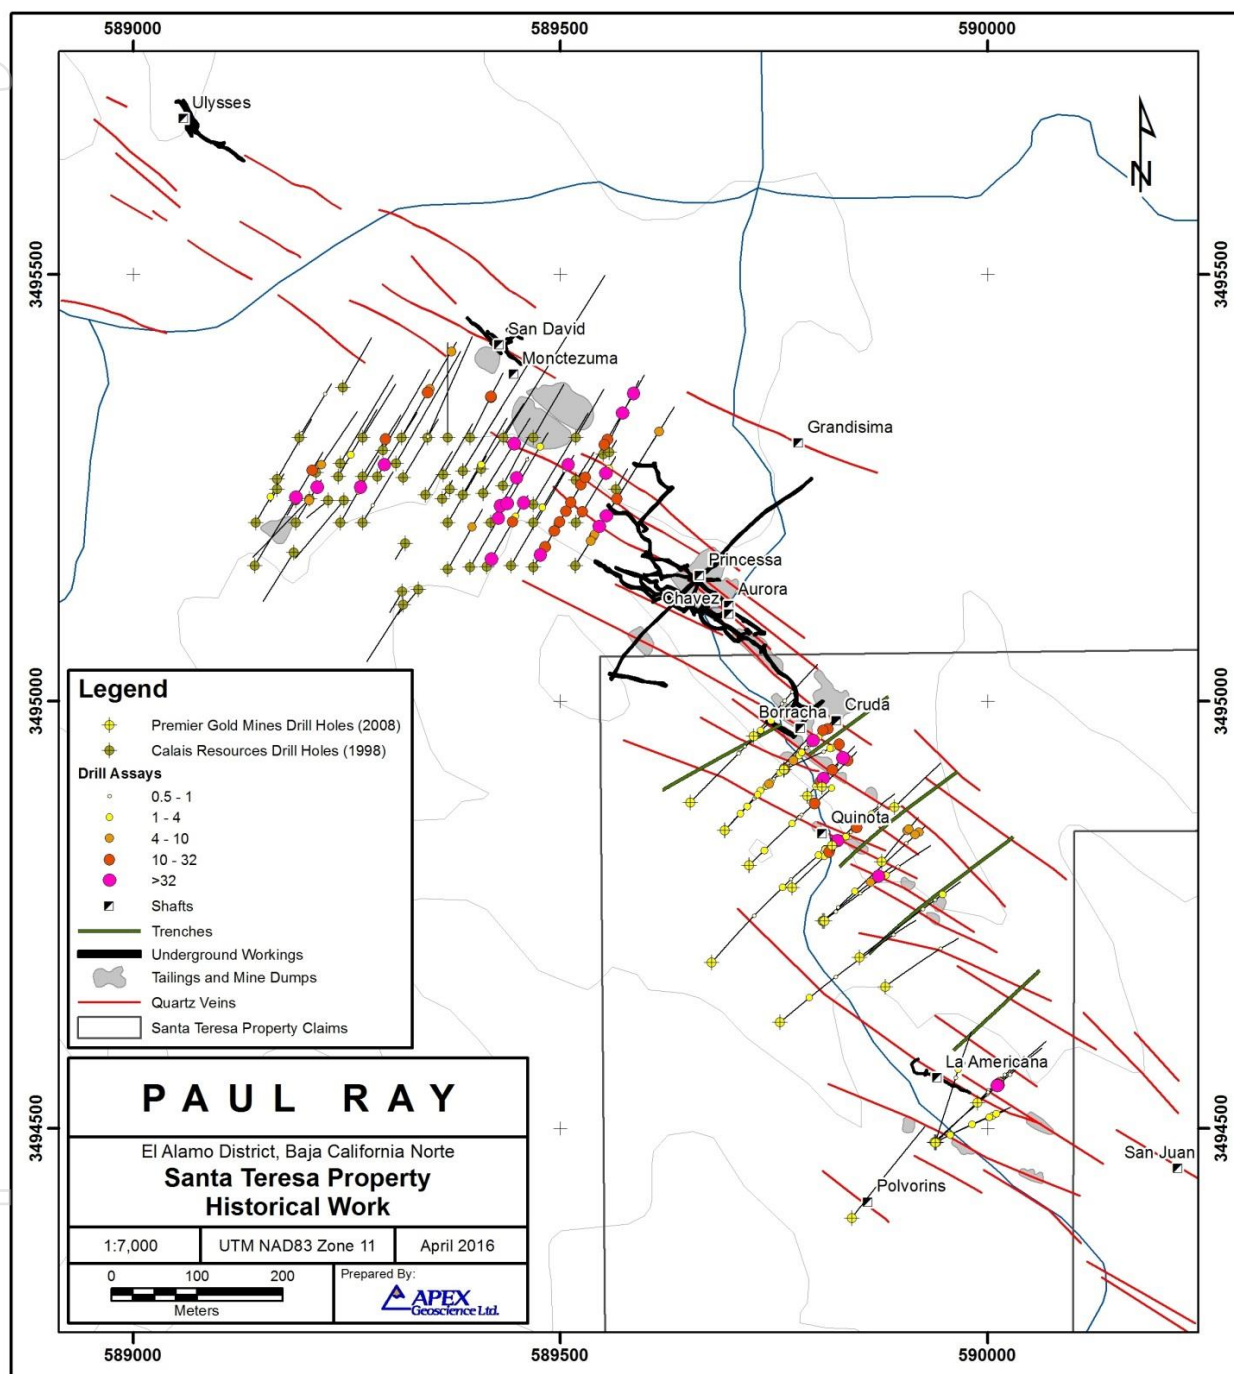 589000 589500 590000
3495500 3495500
3495000 3495000
3494500 3494500
589000 589500 590000
N
Ulysses
San David
Monctezuma
Grandisima
Princessa
Aurora
Chavez
Cruda
Borracha
Quinota
La Americana
San Juan
Polvorins
Legend
Premier Gold Mines Drill Holes (2008)
Calais Resources Drill Holes (1998)
Drill Assays
0.5 - 1
1 - 4
4 - 10
10 - 32
>32
Shafts
Trenches
Underground Workings
Tailings and Mine Dumps
Quartz Veins
Santa Teresa Property Claims
PAUL RAY
El Alamo District, Baja California Norte
Santa Teresa Property
Historical Work
1:7,000 UTM NAD83 Zone 11 April 2016
0 100 200
Meters
Prepared By:
APEX
Geoscience Ltd.